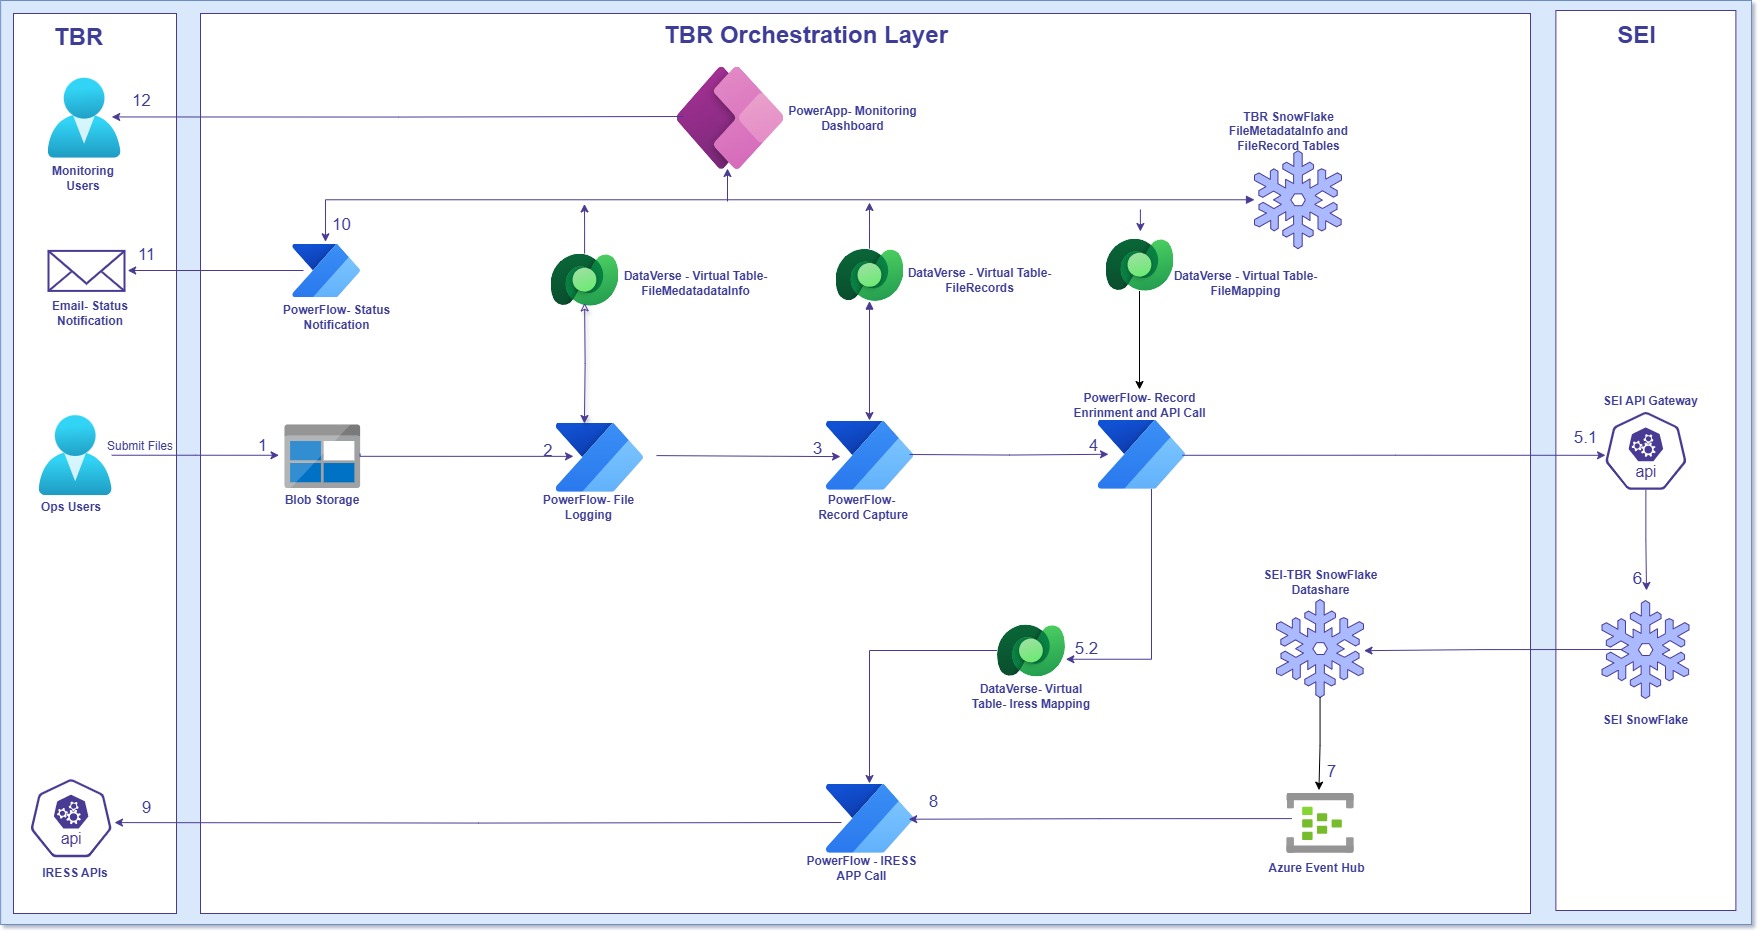 TBR
TBR Orchestration Layer
SEI
12
PowerApp- Monitoring
Dashboard
TBR SnowFlake
FileMetadataInfo and
FileRecord Tables
Monitoring
Users
10
11
DataVerse - Virtual Table-
FileMedatadataInfo
DataVerse - Virtual Table-
FileRecords
DataVerse - Virtual Table-
FileMapping
Email- Status
Notification
PowerFlow- Status
Notification
PowerFlow- Record
Enrinment and API Call
SEI API Gateway
Submit Files
1
2
3
4
5.1
api
Ops Users
Blob Storage
PowerFlow- File
Logging
PowerFlow-
Record Capture
6
SEI-TBR SnowFlake
Datashare
5.2
DataVerse- Virtual
Table- Iress Mapping
SEI SnowFlake
7
9
8
api
IRESS APIs
PowerFlow - IRESS
APP Call
Azure Event Hub